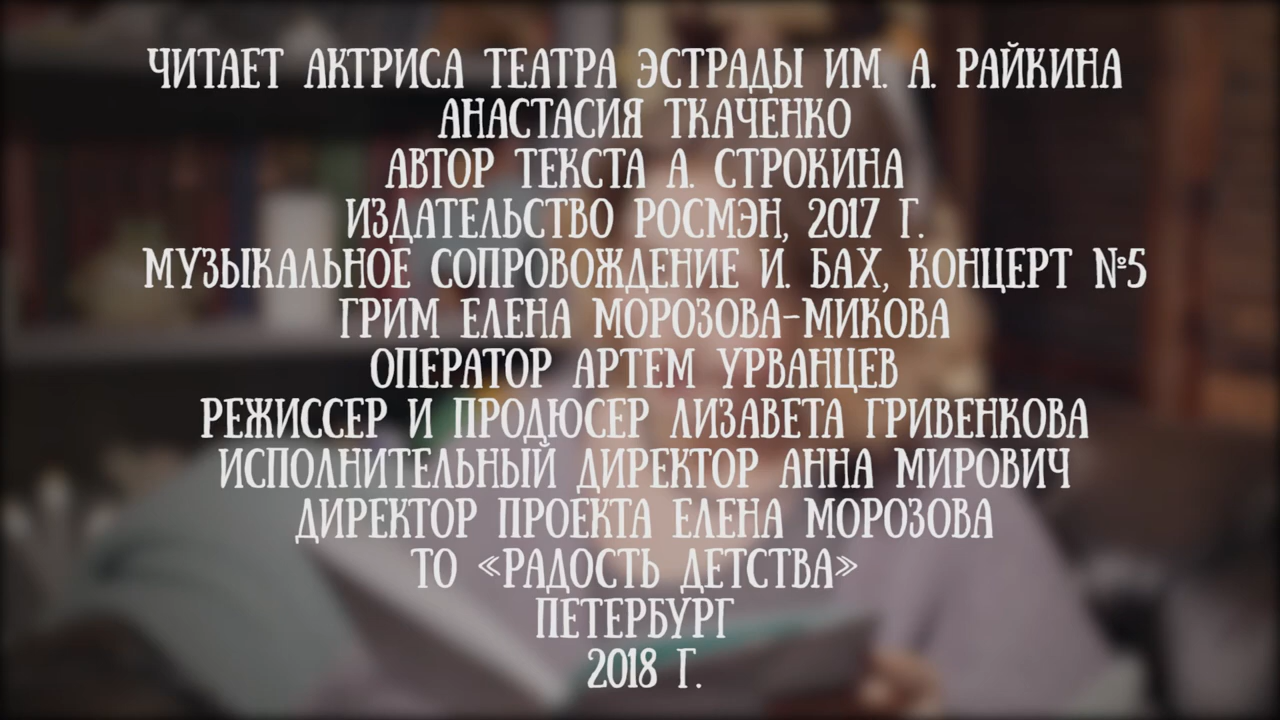 ЧИТАЕТ АКТРИСА ТЕАТРА ЭСТРАДЫ ИМ. А. РАЙКИНА
АНАСТАСИЯ ТКАЧЕНКО
АВТОР ТЕКСТА А. СТРОКИНА
ИЗДАТЕЛЬСТВО РОСМЭН, 2017 Г.
МУЗЫКАЛЬНОЕ СОПРОВОЖДЕНИЕ И. БАХ, КОНЦЕРТ №5
ГРИМ ЕЛЕНА МОРОЗОВА-МИКОВА
ОПЕРАТОР АРТЕМ УРВАНЦЕВ
РЕЖИССЕР И ПРОДЮСЕР ЛИЗАВЕТА ГРИВЕНКОВА
ИСПОЛНИТЕЛЬНЫЙ ДИРЕКТОР АННА МИРОВИЧ
ДИРЕКТОР ПРОЕКТА ЕЛЕНА МОРОЗОВА
ТО «РАДОСТЬ ДЕТСТВА»
ПЕТЕРБУРГ
2018 Г.